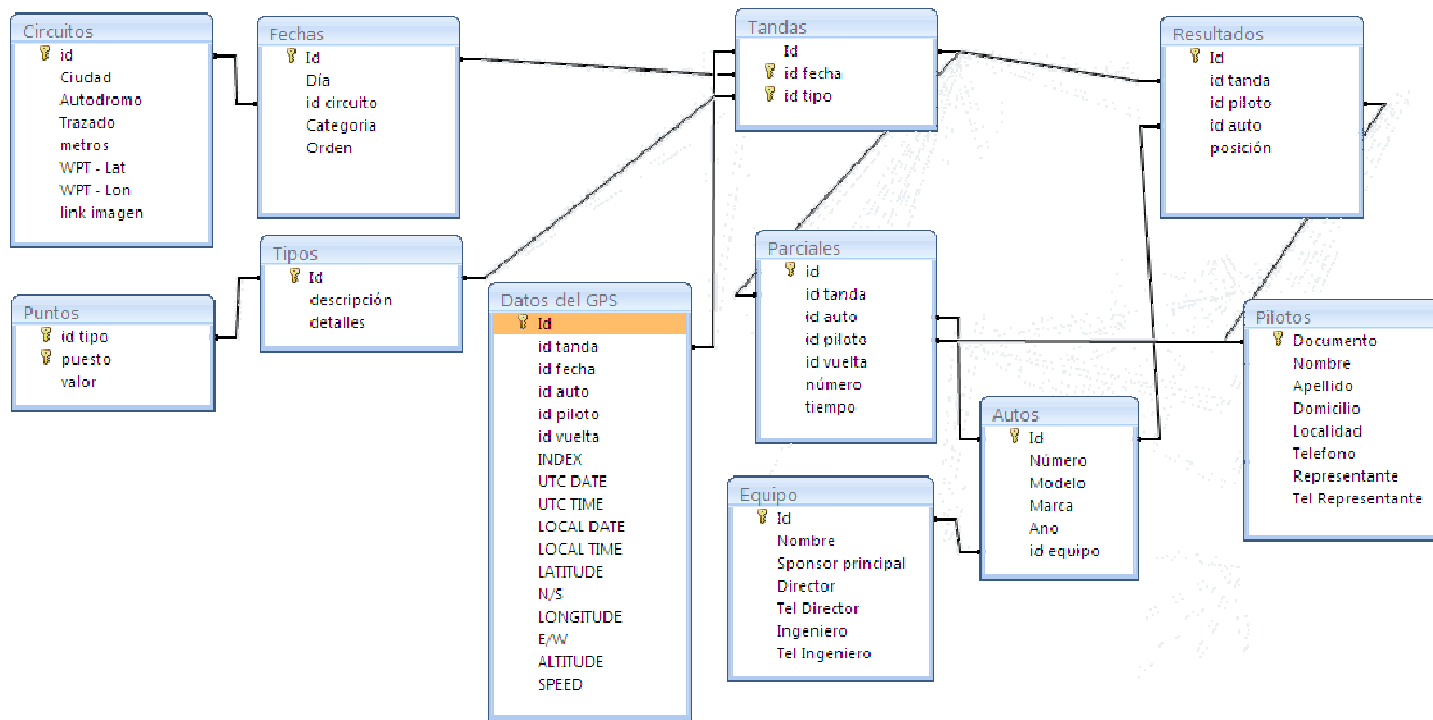 Circuitos
id
Ciudad
Autodromo
Trazado
metros
WPT - Lat
WPT - Lon
link imagen
Fechas
Id
Día
id circuito
Categoria
Orden
Tandas
Id
id fecha
id tipo
Resultados
Id
id tanda
id piloto
id auto
posición
Puntos
id tipo
puesto
valor
Tipos
Id
descripción
detalles
Datos del GPS
Id
id tanda
id fecha
id auto
id piloto
id vuelta
INDEX
UTC DATE
UTC TIME
LOCAL DATE
LOCAL TIME
LATITUDE
N/S
LONGITUDE
E/W
ALTITUDE
SPEED
Parciales
id
id tanda
id auto
id piloto
id vuelta
número
tiempo
Equipo
Id
Nombre
Sponsor principal
Director
Tel Director
Ingeniero
Tel Ingeniero
Autos
Id
Número
Modelo
Marca
Ano
id equipo
Pilotos
Documento
Nombre
Apellido
Domicilio
Localidad
Telefono
Representante
Tel Representante